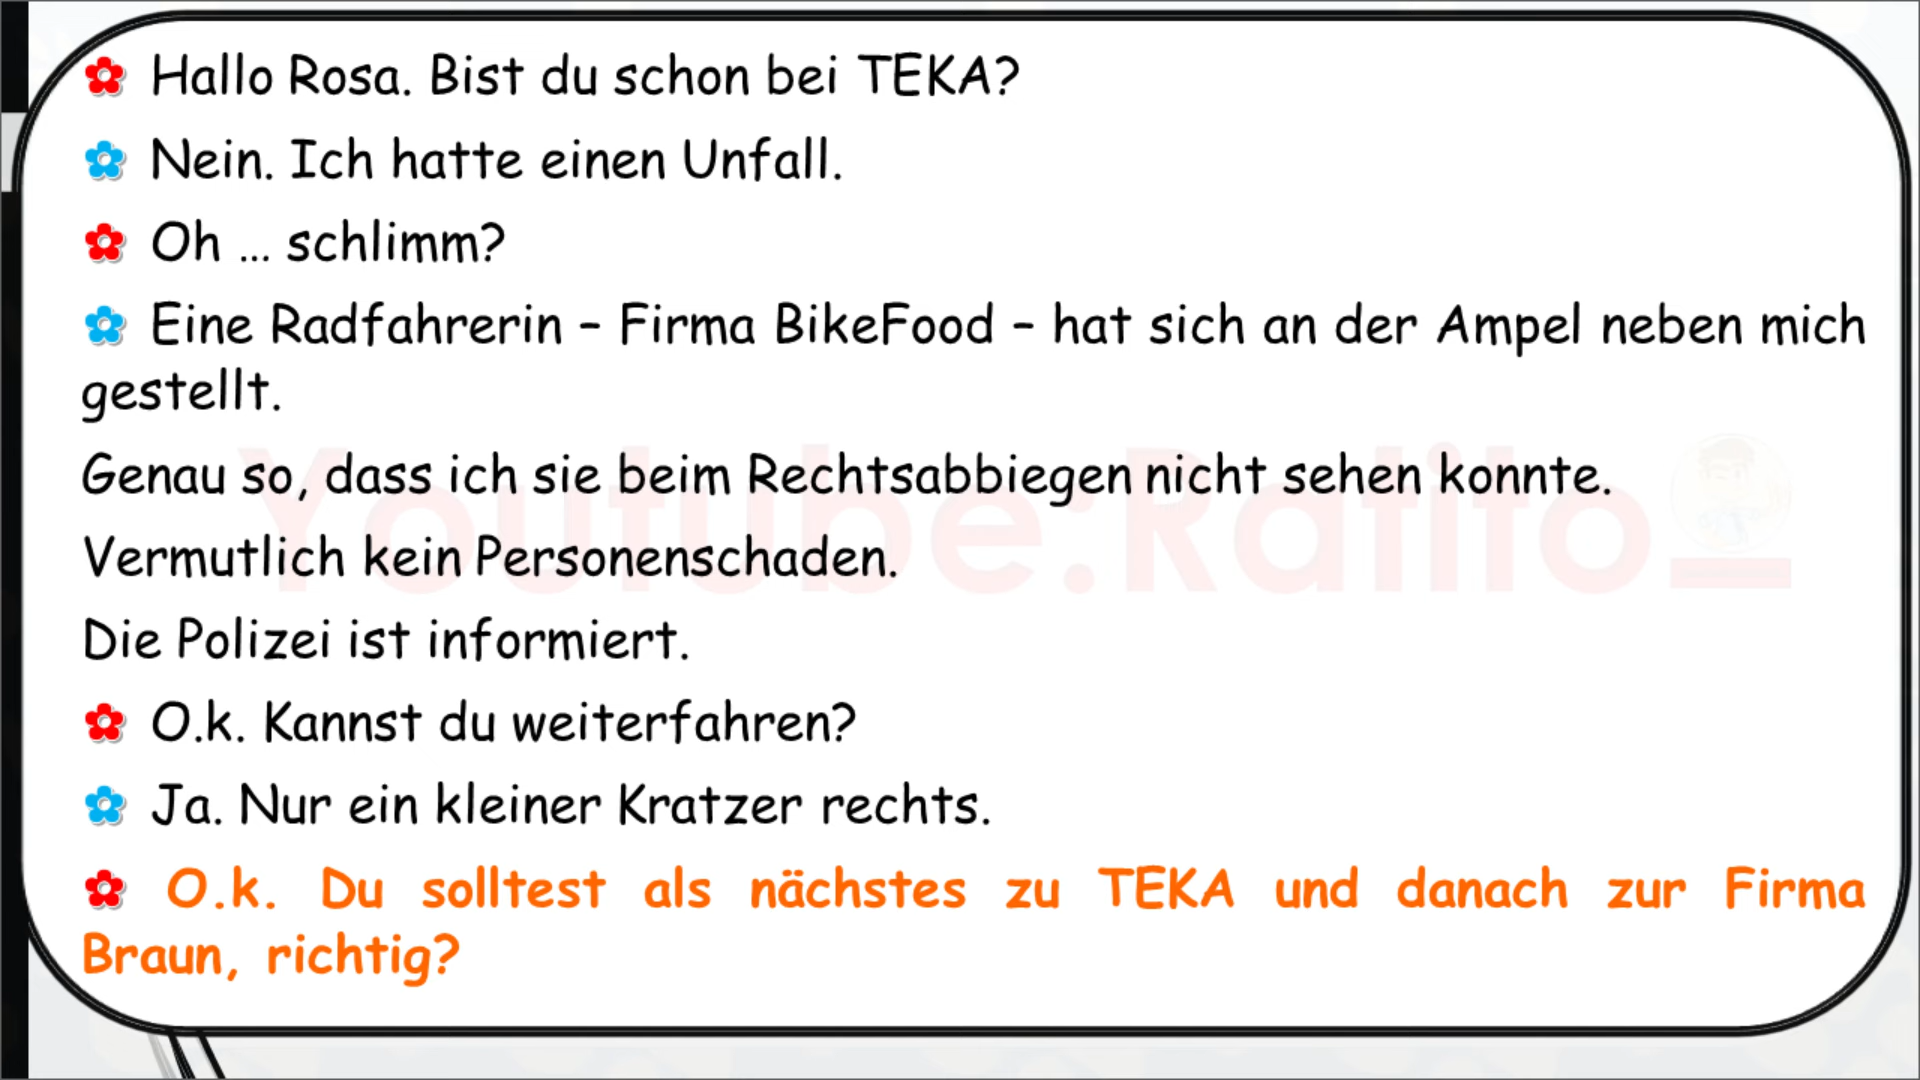 Hallo Rosa. Bist du schon bei TEKA?
Nein. Ich hatte einen Unfall.
Oh ... schlimm?
Eine Radfahrerin – Firma BikeFood – hat sich an der Ampel neben mich
gestellt.
Genau so, dass ich sie beim Rechtsabbiegen nicht sehen konnte.
Youtube:Ratito
Vermutlich kein Personenschaden.
Die Polizei ist informiert.
O.k. Kannst du weiterfahren?
Ja. Nur ein kleiner Kratzer rechts.
O.k. Du solltest als nächstes zu TEKA und danach zur Firma
Braun, richtig?